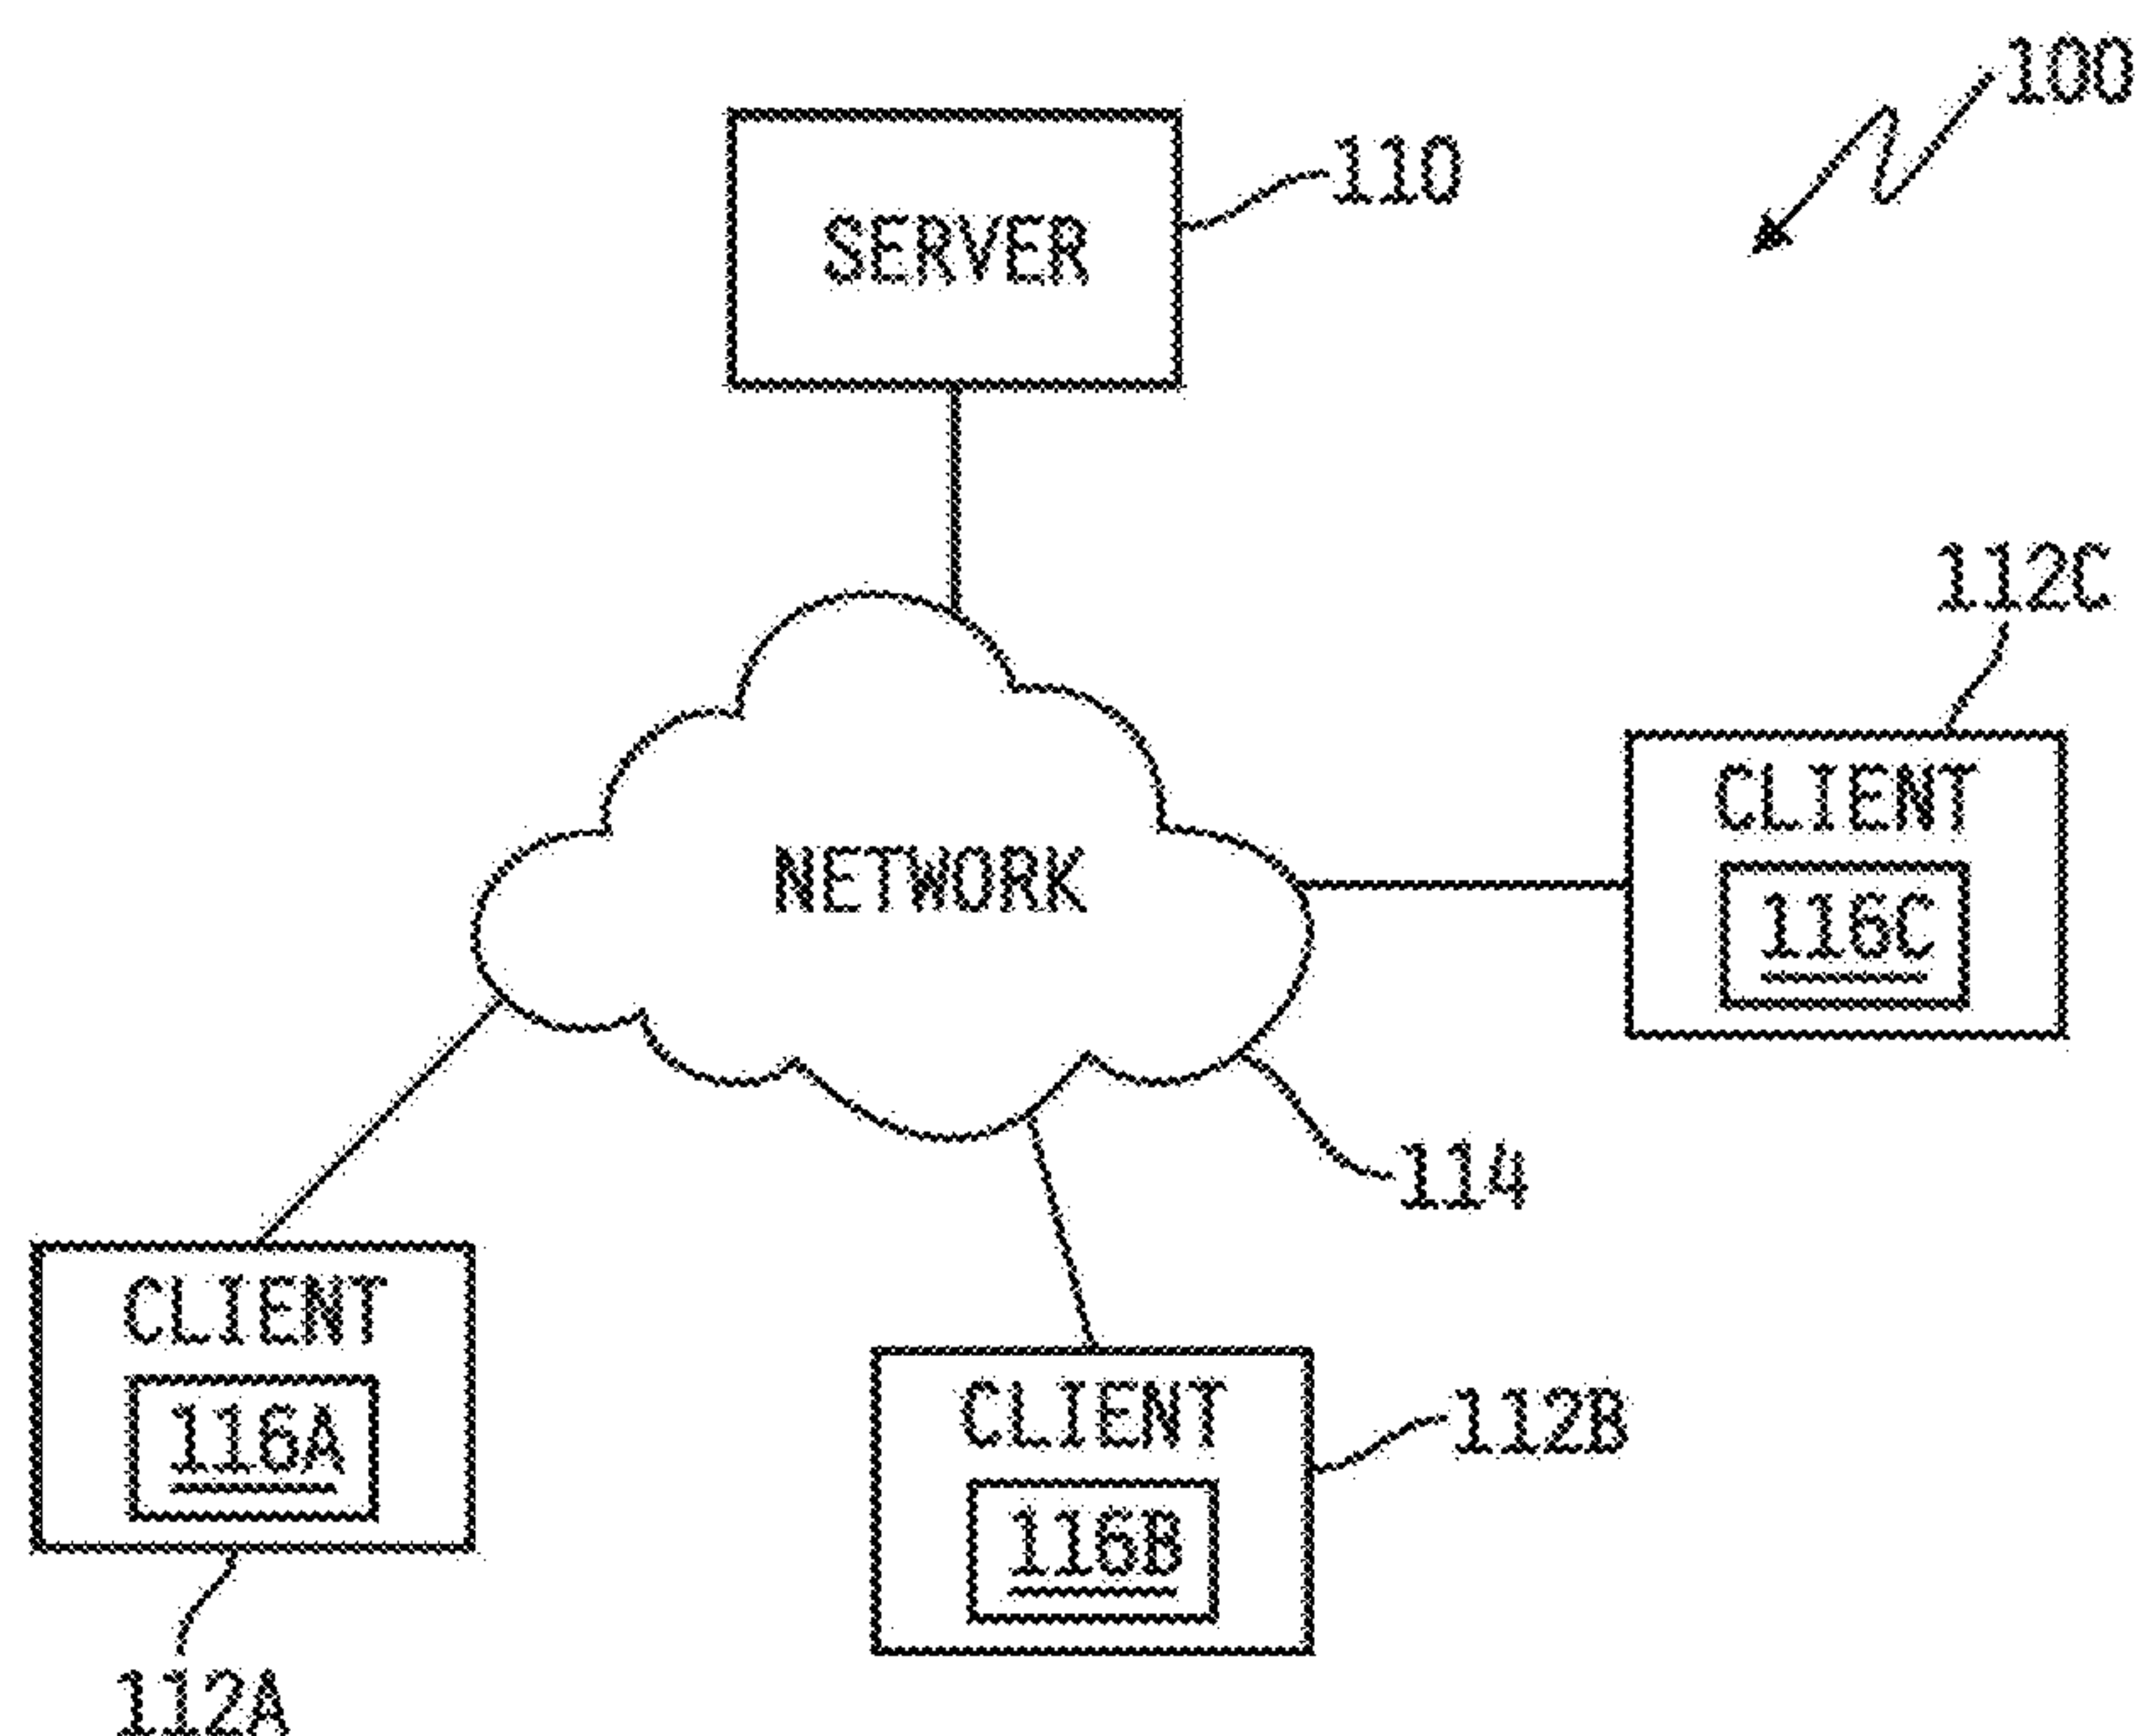 100
110
SERVER
112C
CLIENT
116C
NETWORK
114
CLIENT
116A
112A
CLIENT
116B
112B